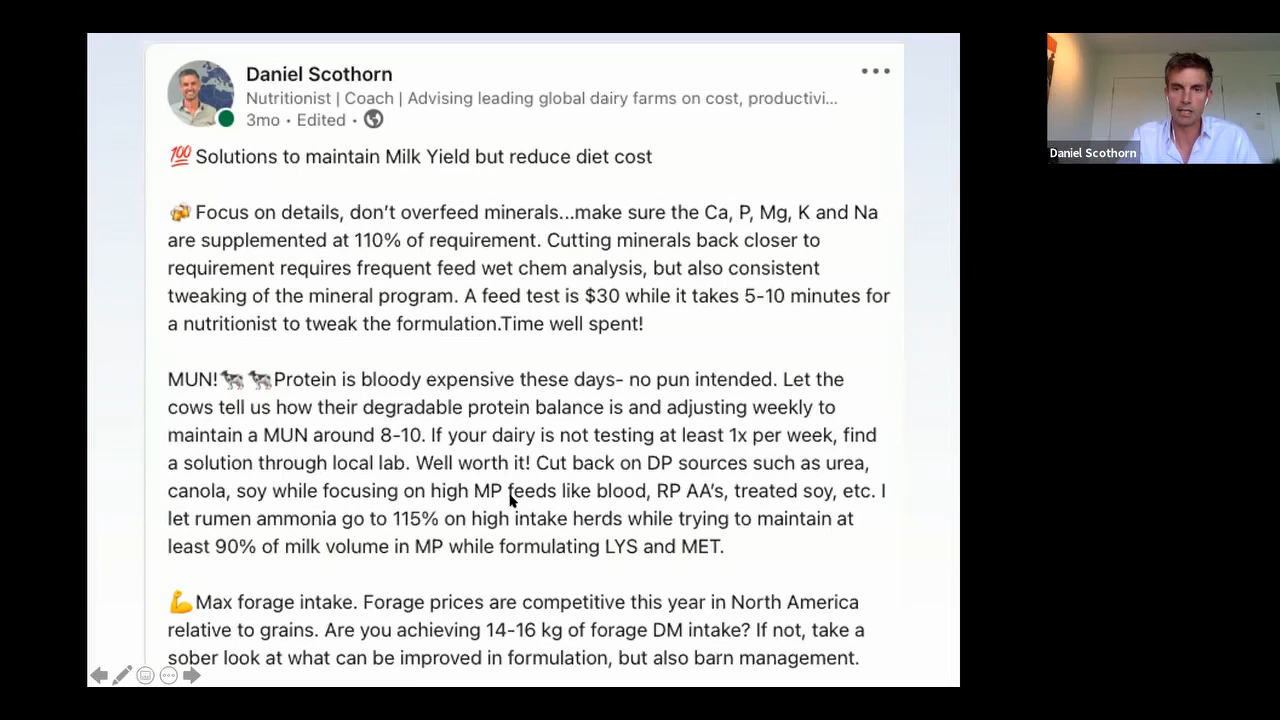 Daniel Scothorn
Nutritionist | Coach | Advising leading global dairy farms on cost, productivi...
3mo • Edited •
💯 Solutions to maintain Milk Yield but reduce diet cost
🍻 Focus on details, don't overfeed minerals...make sure the Ca, P, Mg, K and Na
are supplemented at 110% of requirement. Cutting minerals back closer to
requirement requires frequent feed wet chem analysis, but also consistent
tweaking of the mineral program. A feed test is $30 while it takes 5-10 minutes for
a nutritionist to tweak the formulation.Time well spent!
MUN!🐄 🐄Protein is bloody expensive these days- no pun intended. Let the
cows tell us how their degradable protein balance is and adjusting weekly to
maintain a MUN around 8-10. If your dairy is not testing at least 1x per week, find
a solution through local lab. Well worth it! Cut back on DP sources such as urea,
canola, soy while focusing on high MP feeds like blood, RP AA's, treated soy, etc. I
let rumen ammonia go to 115% on high intake herds while trying to maintain at
least 90% of milk volume in MP while formulating LYS and MET.
💪Max forage intake. Forage prices are competitive this year in North America
relative to grains. Are you achieving 14-16 kg of forage DM intake? If not, take a
sober look at what can be improved in formulation, but also barn management.
Daniel Scothorn